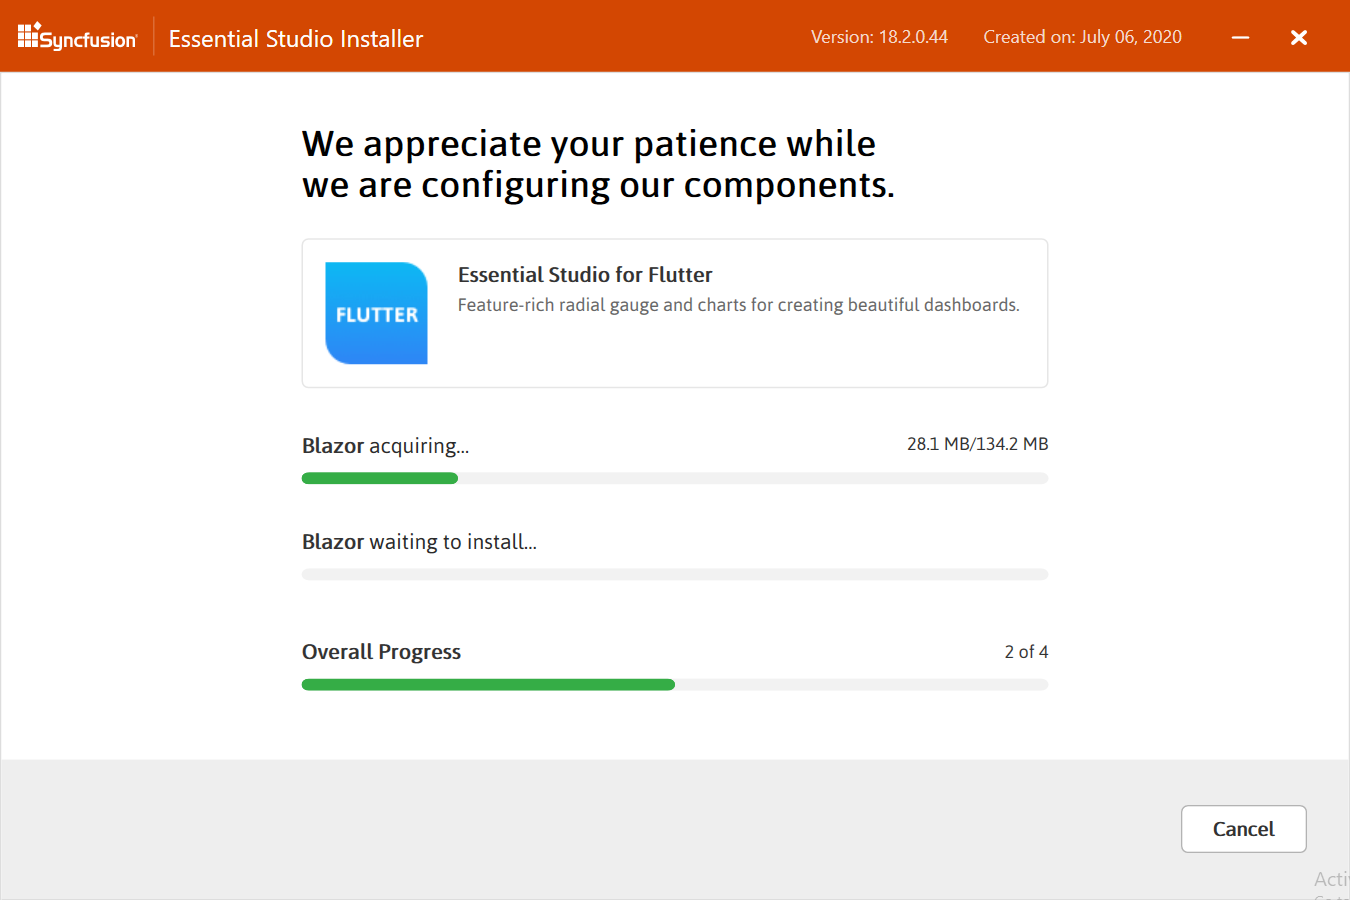 Syncfusion
Essential Studio Installer
Version: 18.2.0.44
Created on: July 06, 2020
We appreciate your patience while
we are configuring our components.
FLUTTER
Essential Studio for Flutter
Feature-rich radial gauge and charts for creating beautiful dashboards.
Blazor acquiring...
28.1 MB/134.2 MB
Blazor waiting to install...
Overall Progress
2 of 4
Cancel
Acti